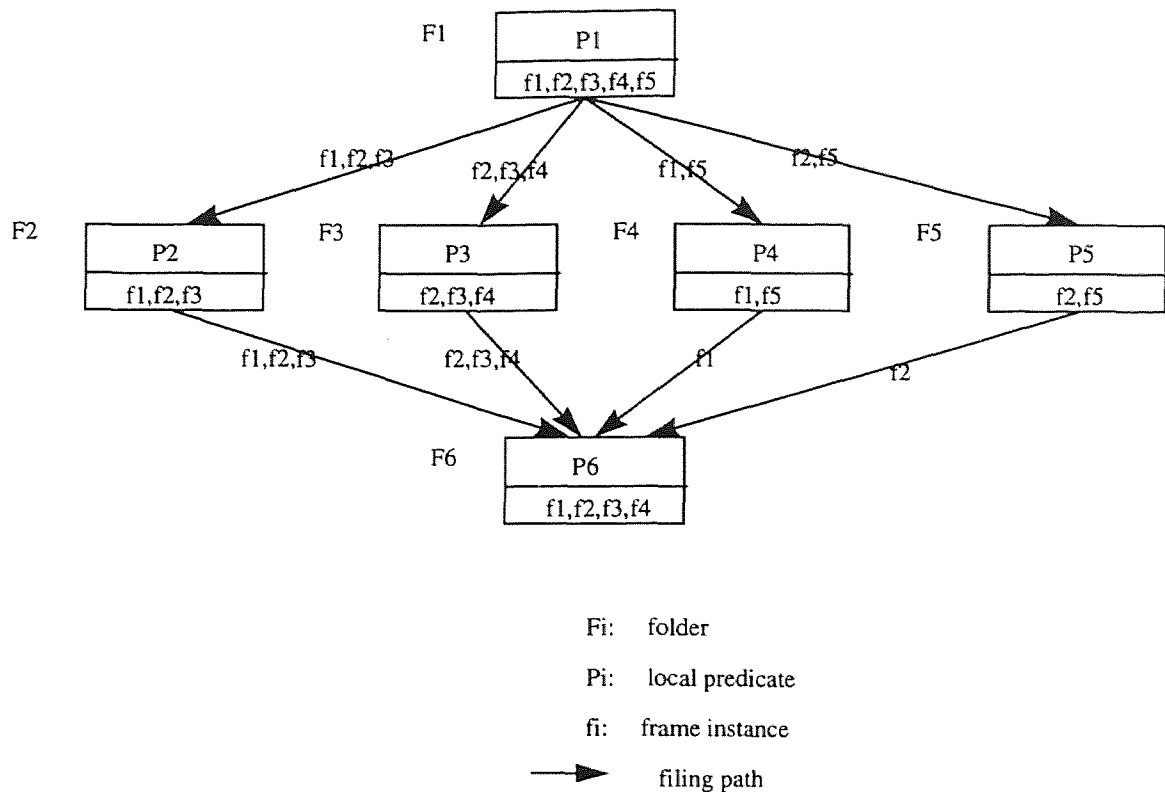 F1
P1
f1,f2,f3,f4,f5
f1,f2,f3
f2,f3,f4
f1,f5
f2,f5
F2
P2
f1,f2,f3
F3
P3
f2,f3,f4
F4
P4
f1,f5
F5
P5
f2,f5
f1,f2,f3
f2,f3,f4
f1
f2
F6
P6
f1,f2,f3,f4
Fi: folder
Pi: local predicate
fi: frame instance
filing path